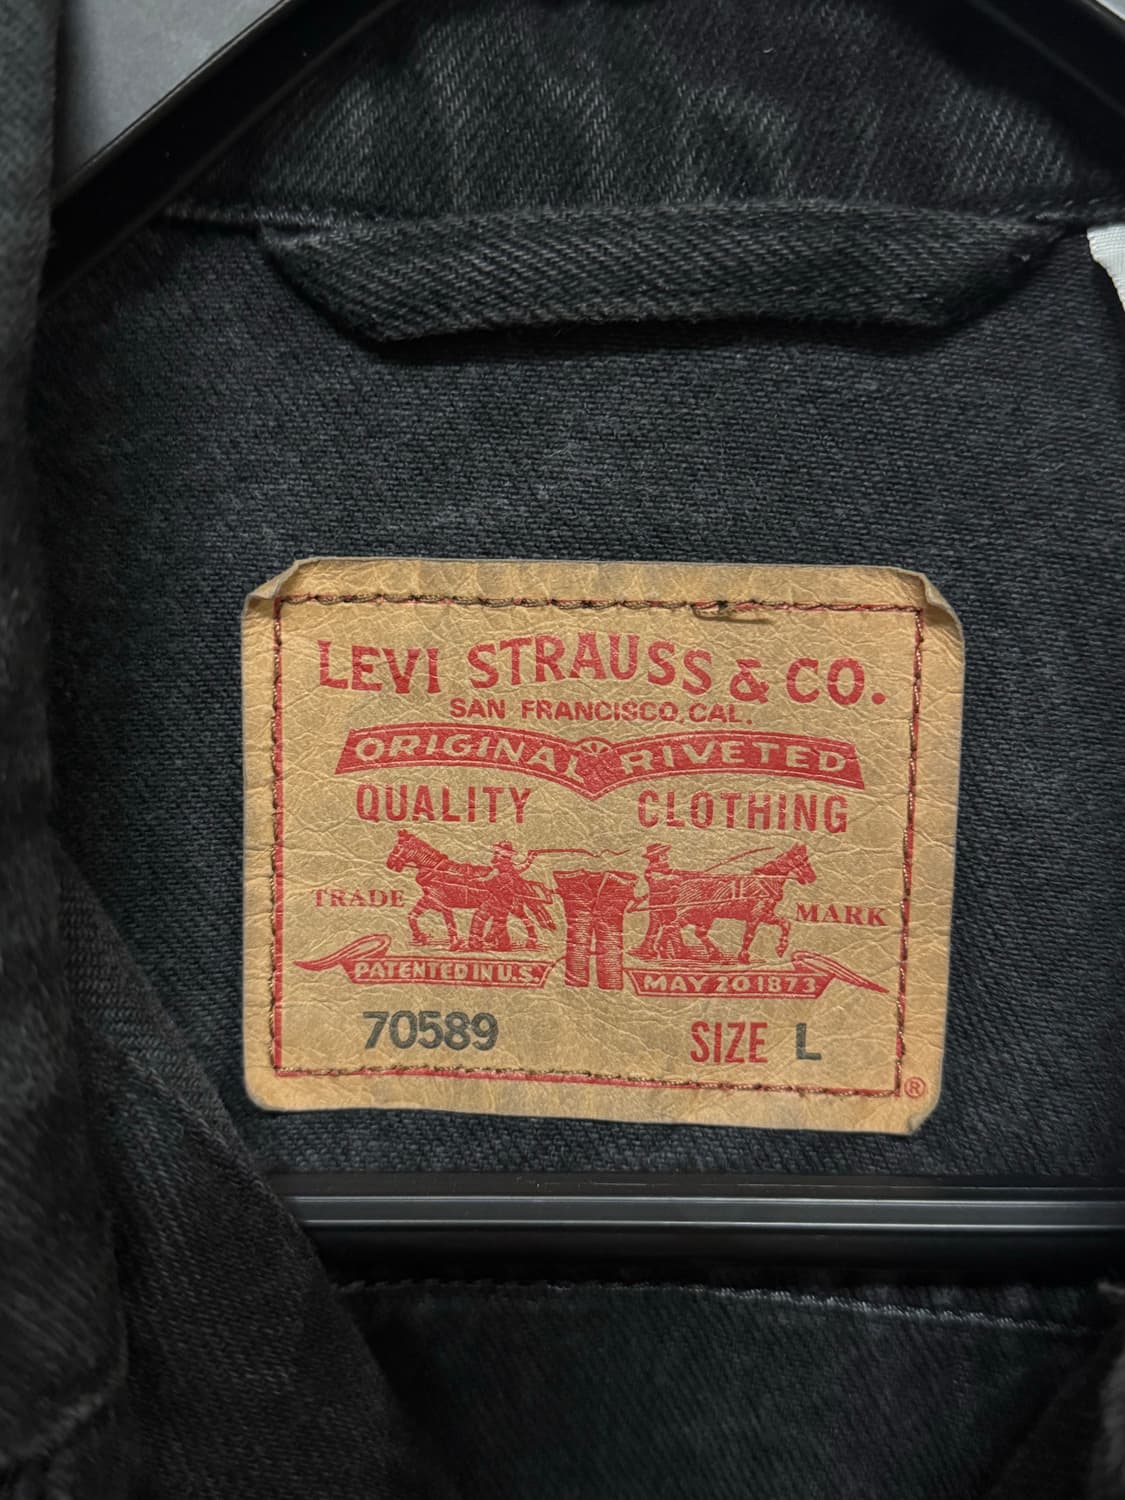 LEVI STRAUSS & CO.
SAN FRANCISCO, CAL.
ORIGINAL RIVETED
QUALITY CLOTHING
TRADE MARK
PATENTED IN U.S. MAY 20 1873
70589 SIZE L
®